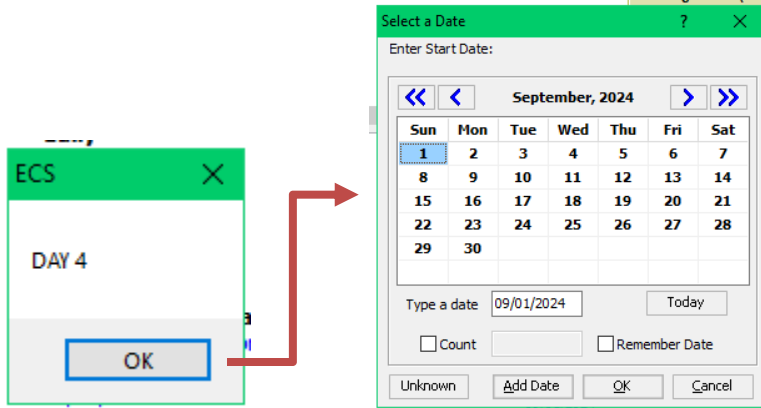 ECS
DAY 4
OK
Select a Date
?
Enter Start Date:
September, 2024
Sun Mon Tue Wed Thu Fri Sat
1 2 3 4 5 6 7
8 9 10 11 12 13 14
15 16 17 18 19 20 21
22 23 24 25 26 27 28
29 30
Type a date 09/01/2024 Today
Count Remember Date
Unknown Add Date OK Cancel